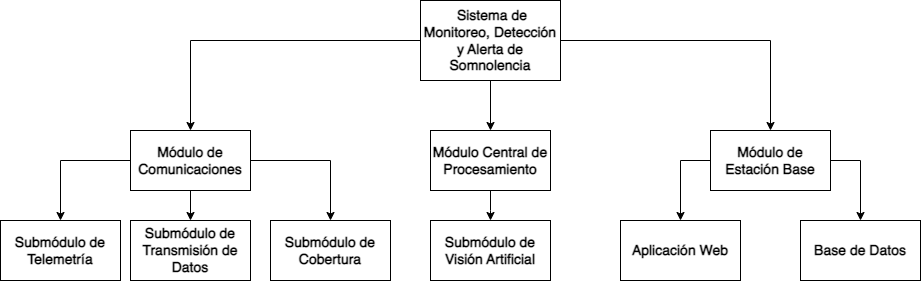 Sistema de
Monitoreo, Detección
y Alerta de
Somnolencia
Módulo de
Comunicaciones
Módulo Central de
Procesamiento
Módulo de
Estación Base
Submódulo de
Telemetría
Submódulo de
Transmisión de
Datos
Submódulo de
Cobertura
Submódulo de
Visión Artificial
Aplicación Web
Base de Datos